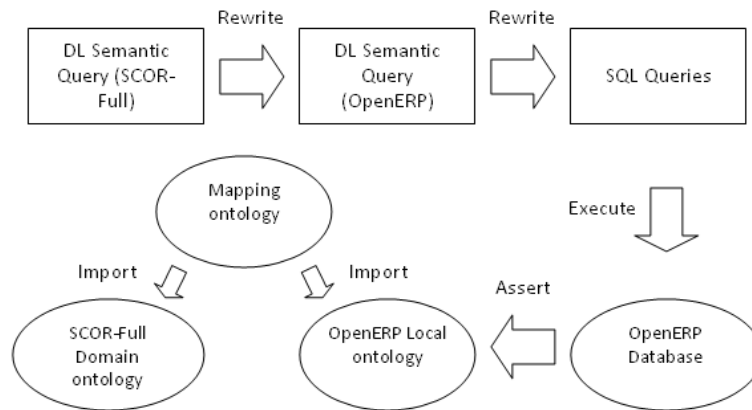 Rewrite
Rewrite
DL Semantic
Query (SCOR-
Full)
DL Semantic
Query
(OpenERP)
SQL Queries
Mapping
ontology
Execute
Import
Import
Assert
SCOR-Full
Domain
ontology
OpenERP Local
ontology
OpenERP
Database